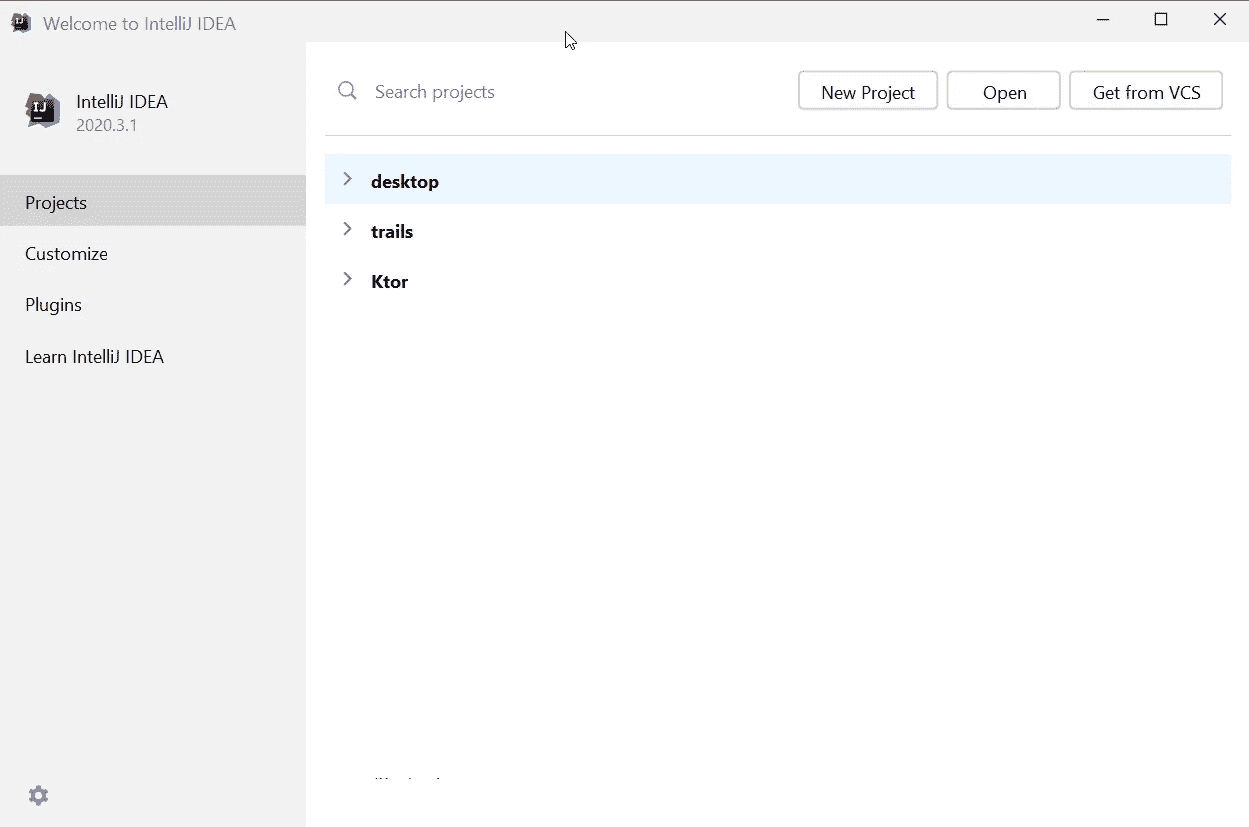 Welcome to IntelliJ IDEA
IntelliJ IDEA
2020.3.1
Projects
Customize
Plugins
Learn IntelliJ IDEA
Search projects
New Project
Open
Get from VCS
desktop
trails
Ktor